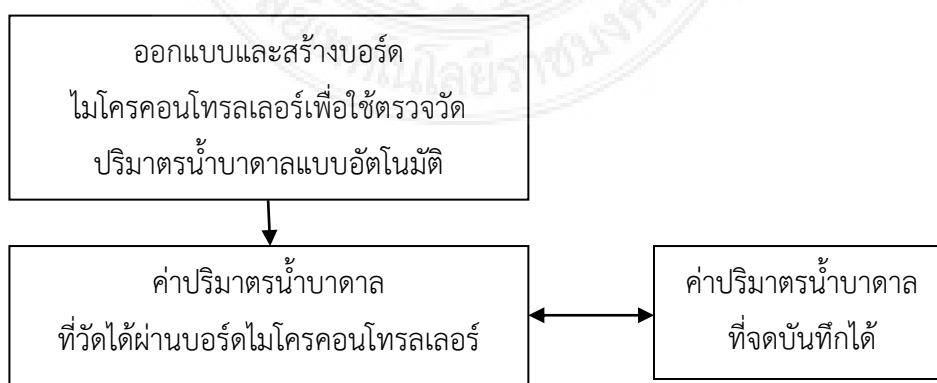 ออกแบบและสร้างบอร์ด
ไมโครคอนโทรลเลอร์เพื่อใช้ตรวจวัด
ปริมาตรน้ำบาดาลแบบอัตโนมัติ
ค่าปริมาตรน้ำบาดาล
ที่วัดได้ผ่านบอร์ดไมโครคอนโทรลเลอร์
ค่าปริมาตรน้ำบาดาล
ที่จดบันทึกได้